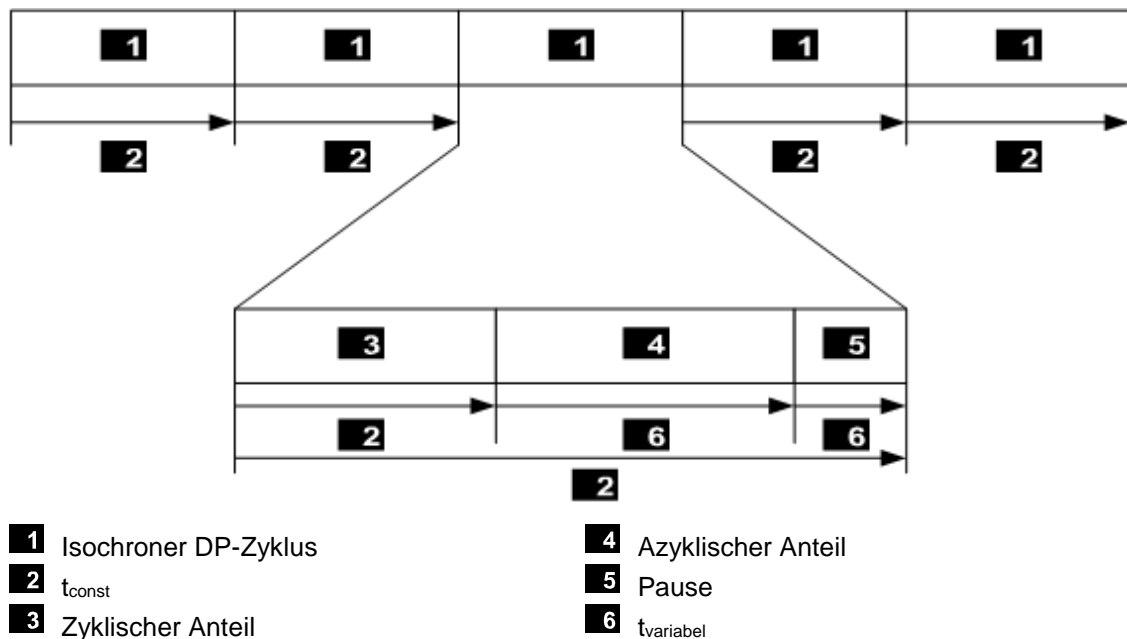 1 1 1 1 1
2 2 2 2
3 4 5
2 6 6
2
1 Isochroner DP-Zyklus
2 tconst
3 Zyklischer Anteil
4 Azyklischer Anteil
5 Pause
6 tvariabel